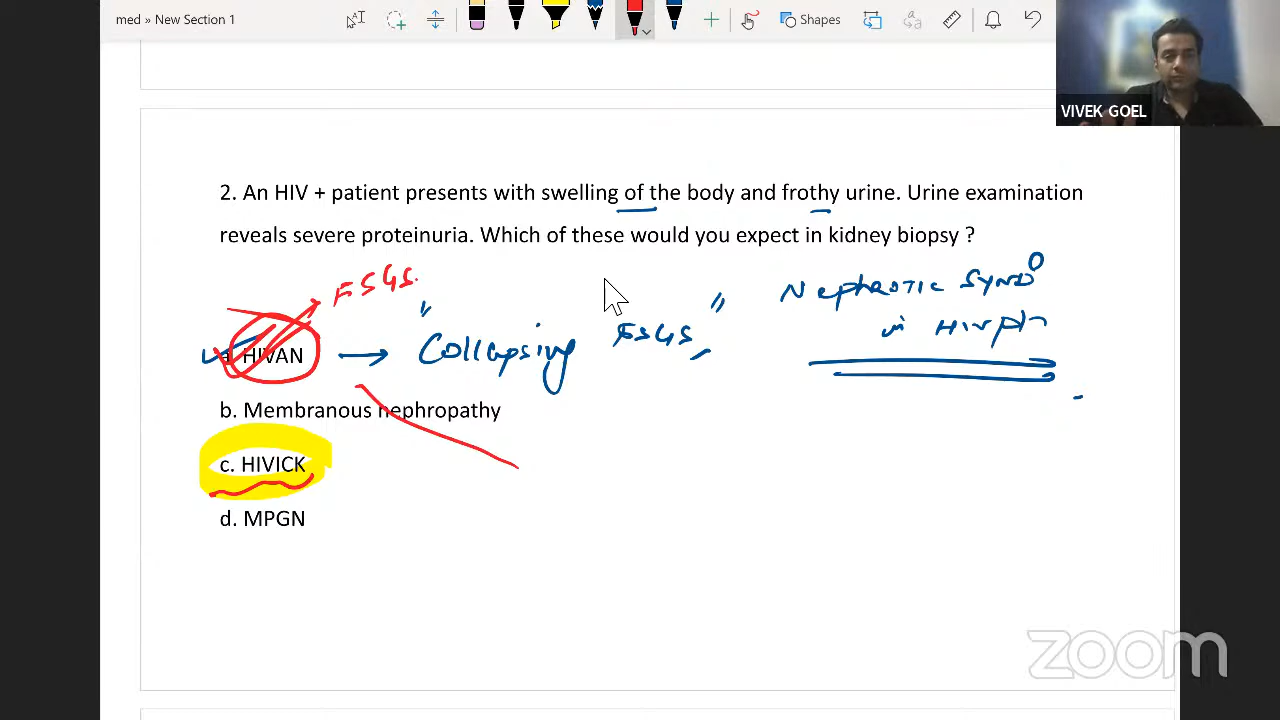 med » New Section 1
Shapes
VIVEK GOEL
2. An HIV + patient presents with swelling of the body and frothy urine. Urine examination
reveals severe proteinuria. Which of these would you expect in kidney biopsy ?
FSGS.
Nephrotic Synd
in HIV pt
a. HIVAN → "Collapsing FSGS"
b. Membranous nephropathy
c. HIVICK
d. MPGN
zoom